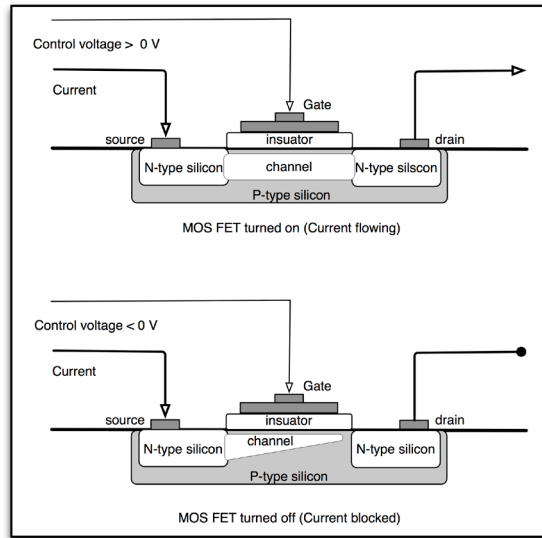 Control voltage > 0 V
Current
Gate
source
insuator
drain
N-type silicon
channel
N-type silscon
P-type silicon
MOS FET turned on (Current flowing)
Control voltage < 0 V
Current
Gate
source
insuator
drain
N-type silicon
channel
N-type silicon
P-type silicon
MOS FET turned off (Current blocked)